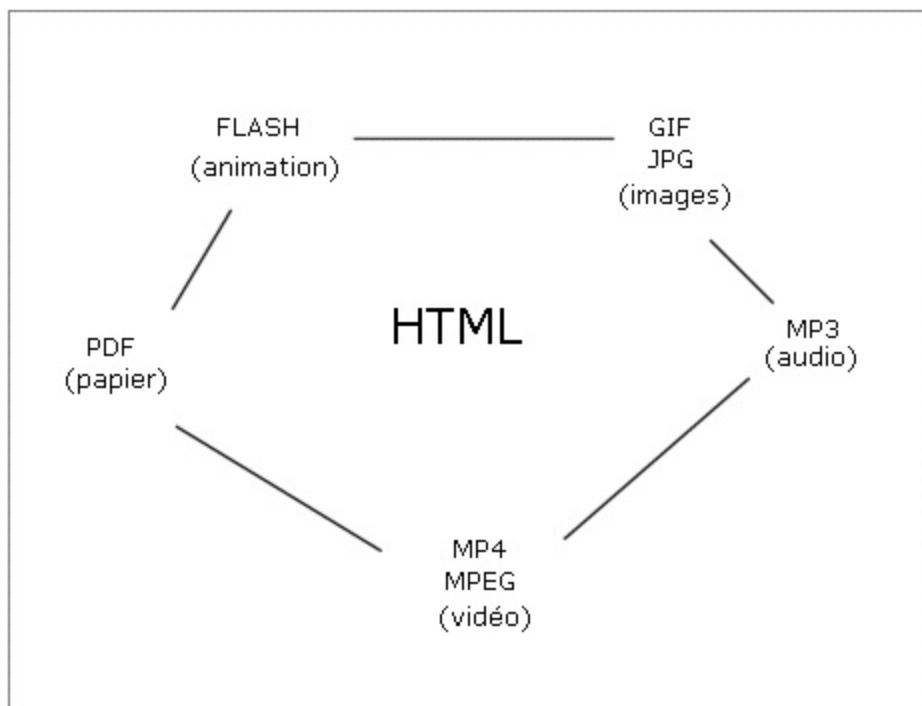 FLASH
(animation)
GIF
JPG
(images)
HTML
PDF
(papier)
MP3
(audio)
MP4
MPEG
(vidéo)